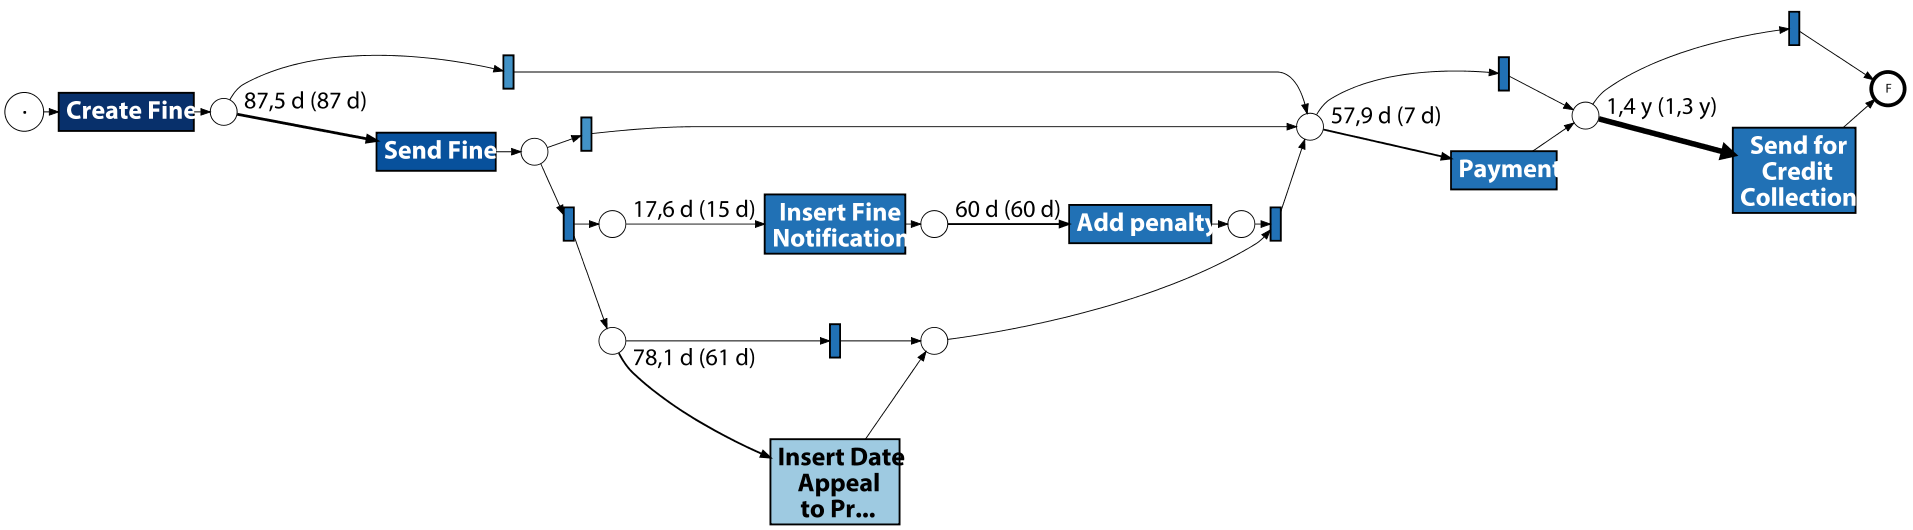 Create Fine
87,5 d (87 d)
Send Fine
17,6 d (15 d)
Insert Fine
Notification
60 d (60 d)
Add penalty
78,1 d (61 d)
Insert Date
Appeal
to Pr...
57,9 d (7 d)
Payment
1,4 y (1,3 y)
Send for
Credit
Collection
F